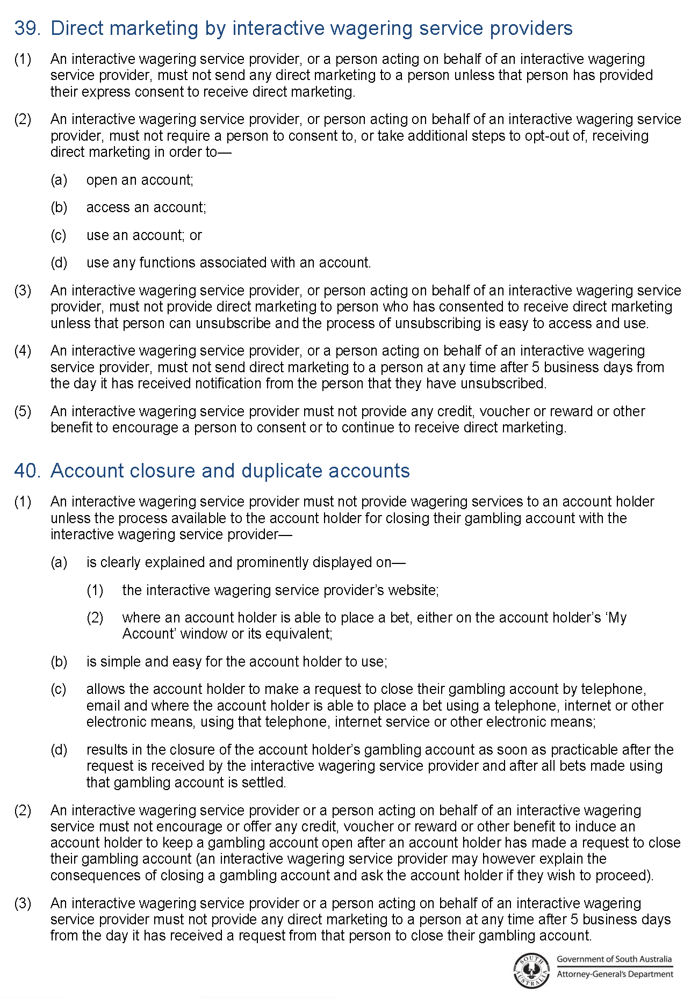 39. Direct marketing by interactive wagering service providers
(1) An interactive wagering service provider, or a person acting on behalf of an interactive wagering
service provider, must not send any direct marketing to a person unless that person has provided
their express consent to receive direct marketing.
(2) An interactive wagering service provider, or person acting on behalf of an interactive wagering service
provider, must not require a person to consent to, or take additional steps to opt-out of, receiving
direct marketing in order to—
(a) open an account;
(b) access an account;
(c) use an account; or
(d) use any functions associated with an account.
(3) An interactive wagering service provider, or person acting on behalf of an interactive wagering service
provider, must not provide direct marketing to person who has consented to receive direct marketing
unless that person can unsubscribe and the process of unsubscribing is easy to access and use.
(4) An interactive wagering service provider, or a person acting on behalf of an interactive wagering
service provider, must not send direct marketing to a person at any time after 5 business days from
the day it has received notification from the person that they have unsubscribed.
(5) An interactive wagering service provider must not provide any credit, voucher or reward or other
benefit to encourage a person to consent or to continue to receive direct marketing.
40. Account closure and duplicate accounts
(1) An interactive wagering service provider must not provide wagering services to an account holder
unless the process available to the account holder for closing their gambling account with the
interactive wagering service provider—
(a) is clearly explained and prominently displayed on—
(1) the interactive wagering service provider’s website;
(2) where an account holder is able to place a bet, either on the account holder’s ‘My
Account’ window or its equivalent;
(b) is simple and easy for the account holder to use;
(c) allows the account holder to make a request to close their gambling account by telephone,
email and where the account holder is able to place a bet using a telephone, internet or other
electronic means, using that telephone, internet service or other electronic means;
(d) results in the closure of the account holder’s gambling account as soon as practicable after the
request is received by the interactive wagering service provider and after all bets made using
that gambling account is settled.
(2) An interactive wagering service provider or a person acting on behalf of an interactive wagering
service must not encourage or offer any credit, voucher or reward or other benefit to induce an
account holder to keep a gambling account open after an account holder has made a request to close
their gambling account (an interactive wagering service provider may however explain the
consequences of closing a gambling account and ask the account holder if they wish to proceed).
(3) An interactive wagering service provider or a person acting on behalf of an interactive wagering
service provider must not provide any direct marketing to a person at any time after 5 business days
from the day it has received a request from that person to close their gambling account.
SOUTH AUSTRALIA
Government of South Australia
Attorney-General's Department